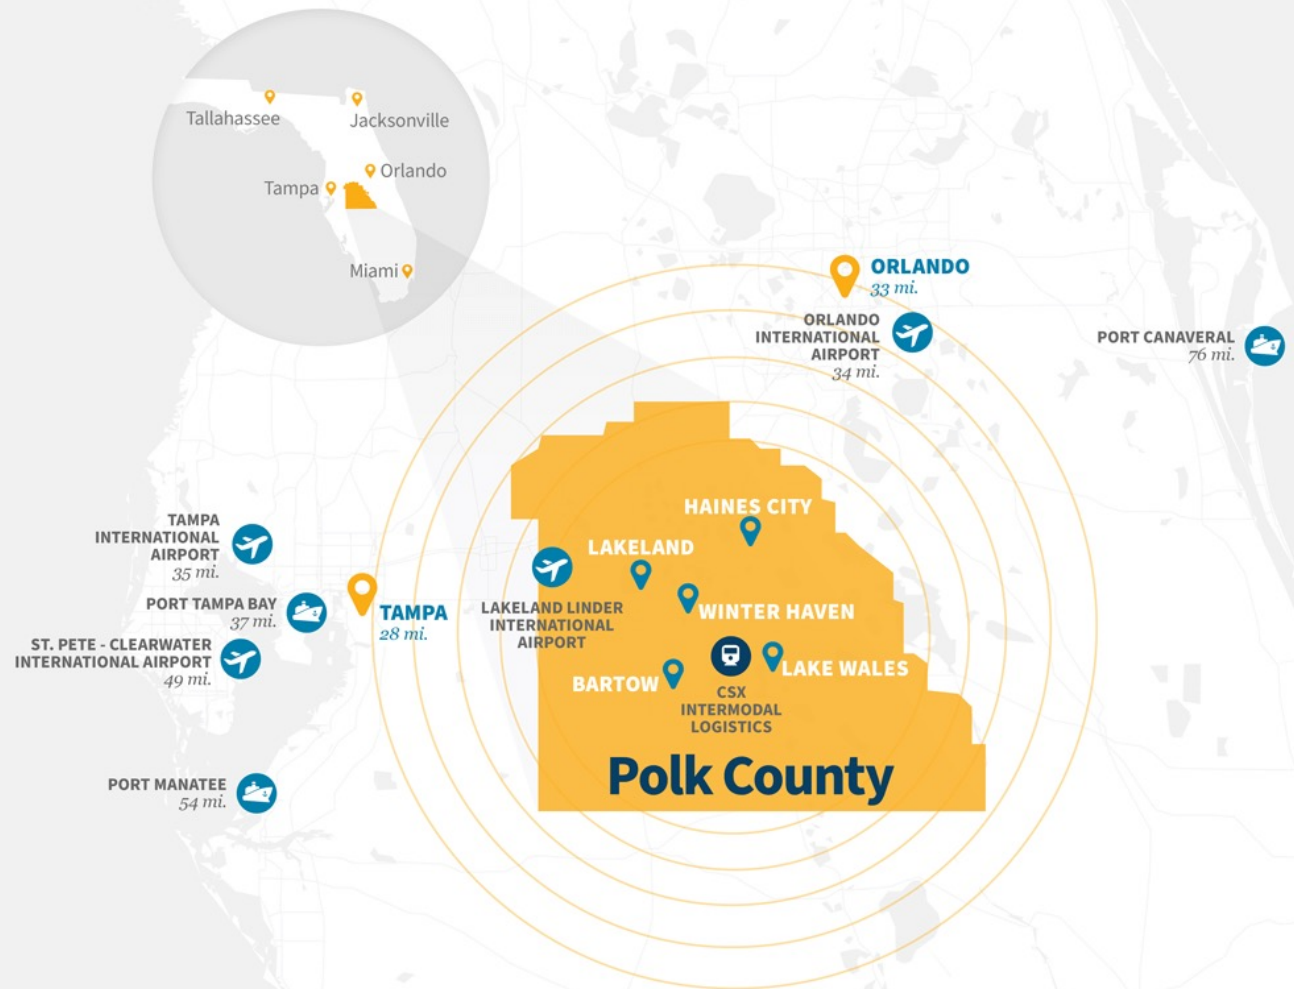 Tallahassee
Jacksonville
Orlando
Tampa
Miami
ORLANDO
33 mi.
ORLANDO
INTERNATIONAL
AIRPORT
34 mi.
PORT CANAVERAL
76 mi.
TAMPA
INTERNATIONAL
AIRPORT
35 mi.
PORT TAMPA BAY
37 mi.
TAMPA
28 mi.
ST. PETE - CLEARWATER
INTERNATIONAL AIRPORT
49 mi.
PORT MANATEE
54 mi.
HAINES CITY
LAKELAND
LAKELAND LINDER
INTERNATIONAL
AIRPORT
WINTER HAVEN
LAKE WALES
BARTOW
CSX
INTERMODAL
LOGISTICS
Polk County